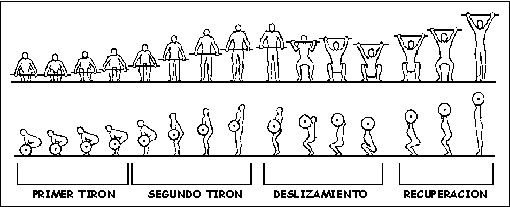 PRIMER TIRON
SEGUNDO TIRON
DESLIZAMIENTO
RECUPERACION